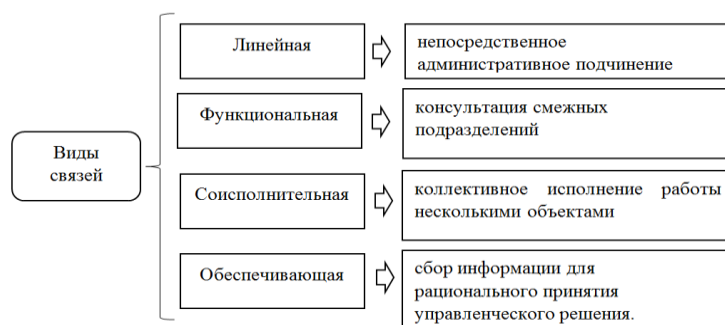 Виды
связей
Линейная
непосредственное
административное подчинение
Функциональная
консультация смежных
подразделений
Соисполнительная
коллективное исполнение работы
несколькими объектами
Обеспечивающая
сбор информации для
рационального принятия
управленческого решения.